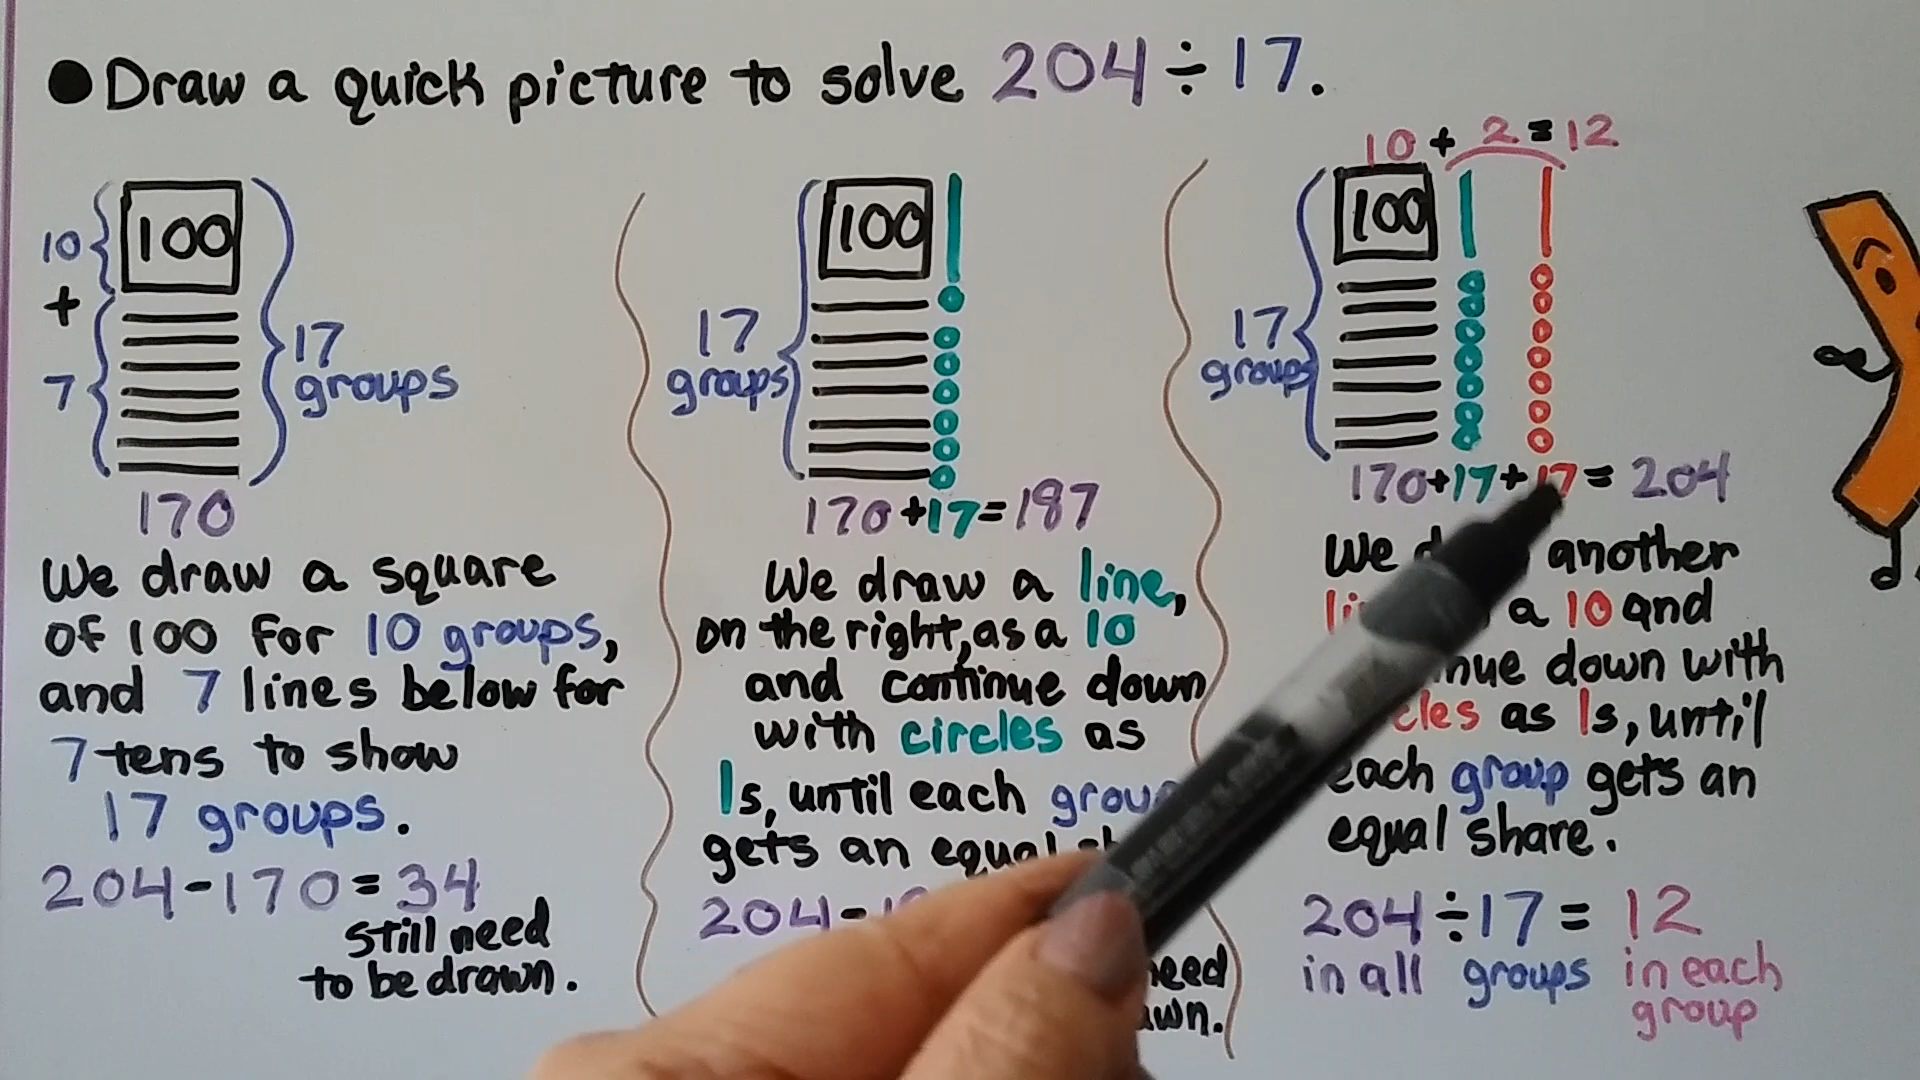 Draw a quick picture to solve 204 ÷ 17.
10
+
7
100
17
groups
170
We draw a square
of 100 for 10 groups,
and 7 lines below for
7 tens to show
17 groups.
204-170=34
still need
to be drawn.
17
groups
100
170+17=187
We draw a line,
on the right, as a 10
and continue down
with circles as
1s, until each
gets an equal
204-
need
10 + 2 = 12
17
groups
100
170+17+17=204
We another
a 10 and
down with
as 1s, until
each group gets an
equal share.
204÷17=12
in all groups in each
group